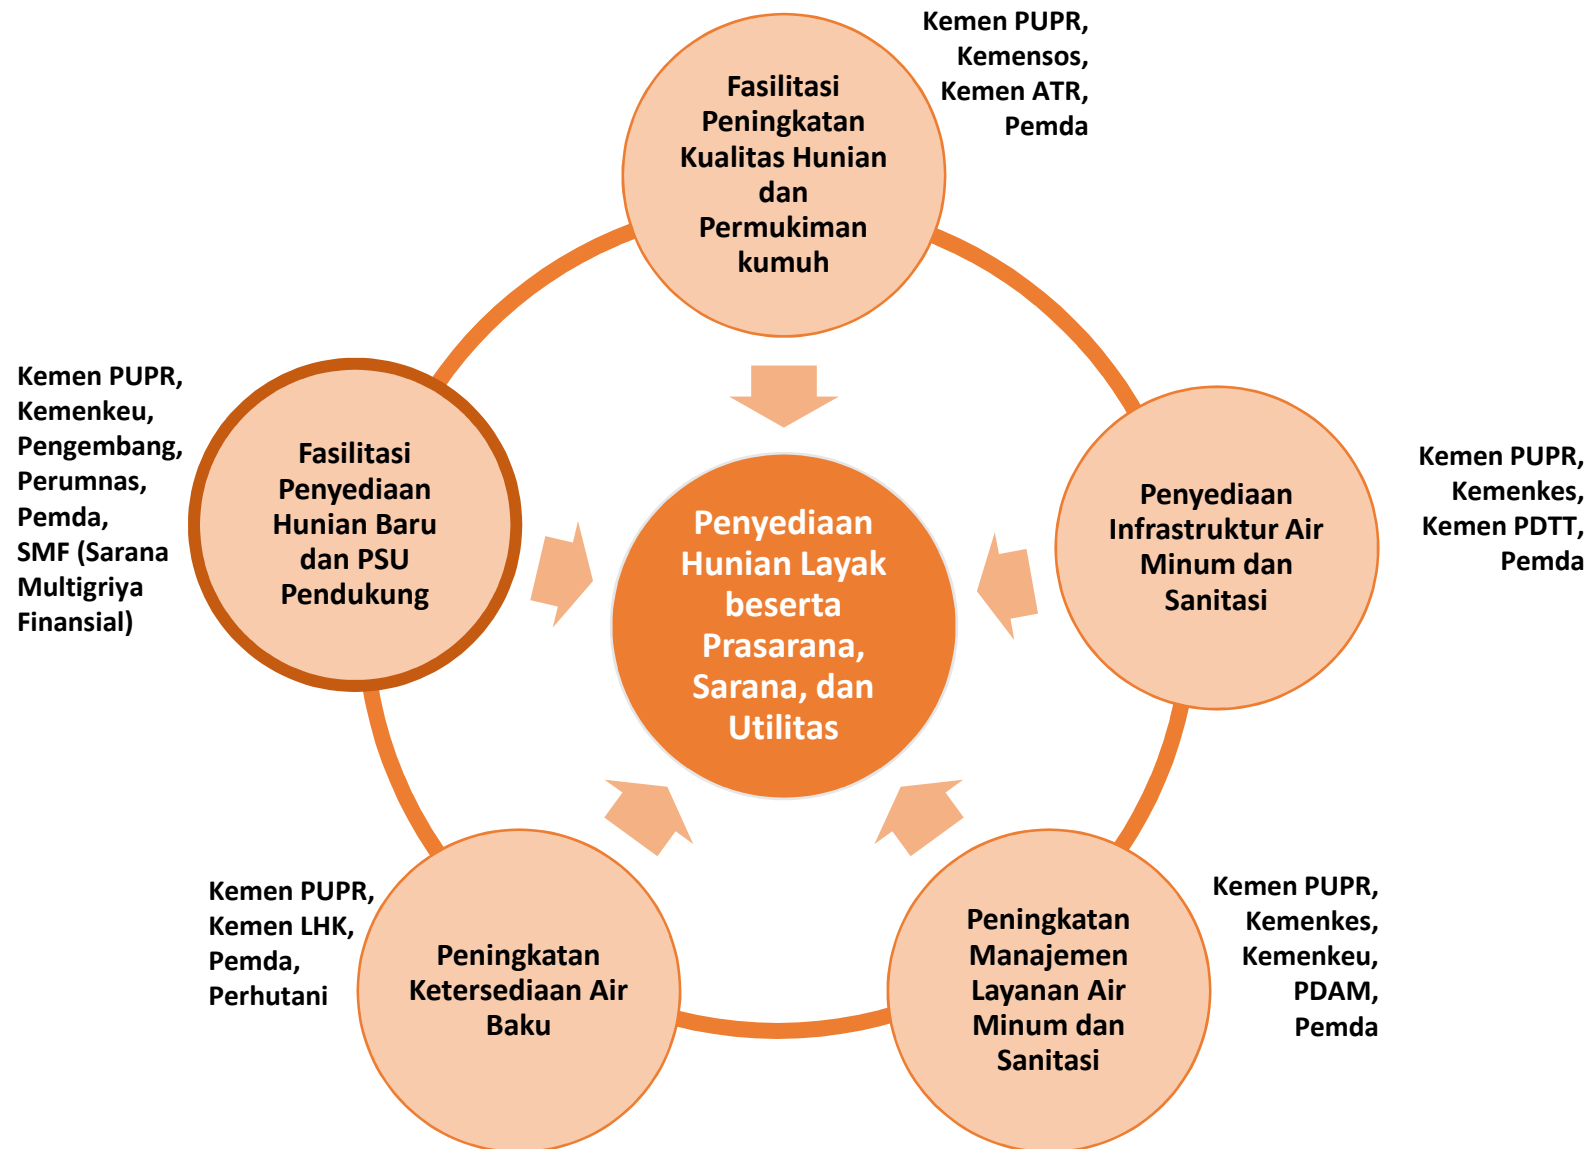 Kemen PUPR,
Kemensos,
Kemen ATR,
Pemda
Fasilitasi
Peningkatan
Kualitas Hunian
dan
Permukiman
kumuh
Kemen PUPR,
Kemenkeu,
Pengembang,
Perumnas,
Pemda,
SMF (Sarana
Multigriya
Finansial)
Fasilitasi
Penyediaan
Hunian Baru
dan PSU
Pendukung
Penyediaan
Hunian Layak
beserta
Prasarana,
Sarana, dan
Utilitas
Penyediaan
Infrastruktur Air
Minum dan
Sanitasi
Kemen PUPR,
Kemenkes,
Kemen PDTT,
Pemda
Kemen PUPR,
Kemen LHK,
Pemda,
Perhutani
Peningkatan
Ketersediaan Air
Baku
Peningkatan
Manajemen
Layanan Air
Minum dan
Sanitasi
Kemen PUPR,
Kemenkes,
Kemenkeu,
PDAM,
Pemda